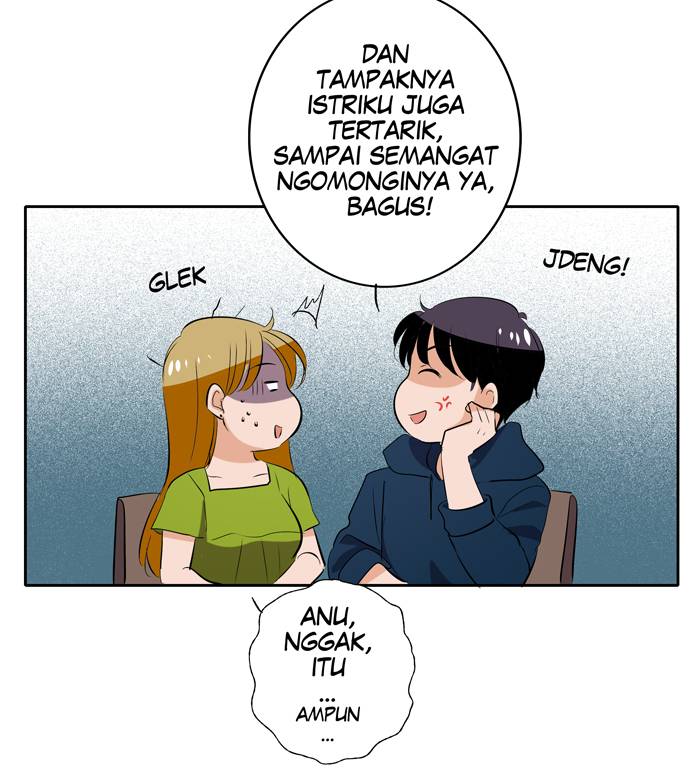 DAN
TAMPAKNYA
ISTRIKU JUGA
TERTARIK,
SAMPAI SEMANGAT
NGOMONGINYA YA,
BAGUS!
GLEK
JDENG!
ANU,
NGGAK,
ITU
...
AMPUN
...